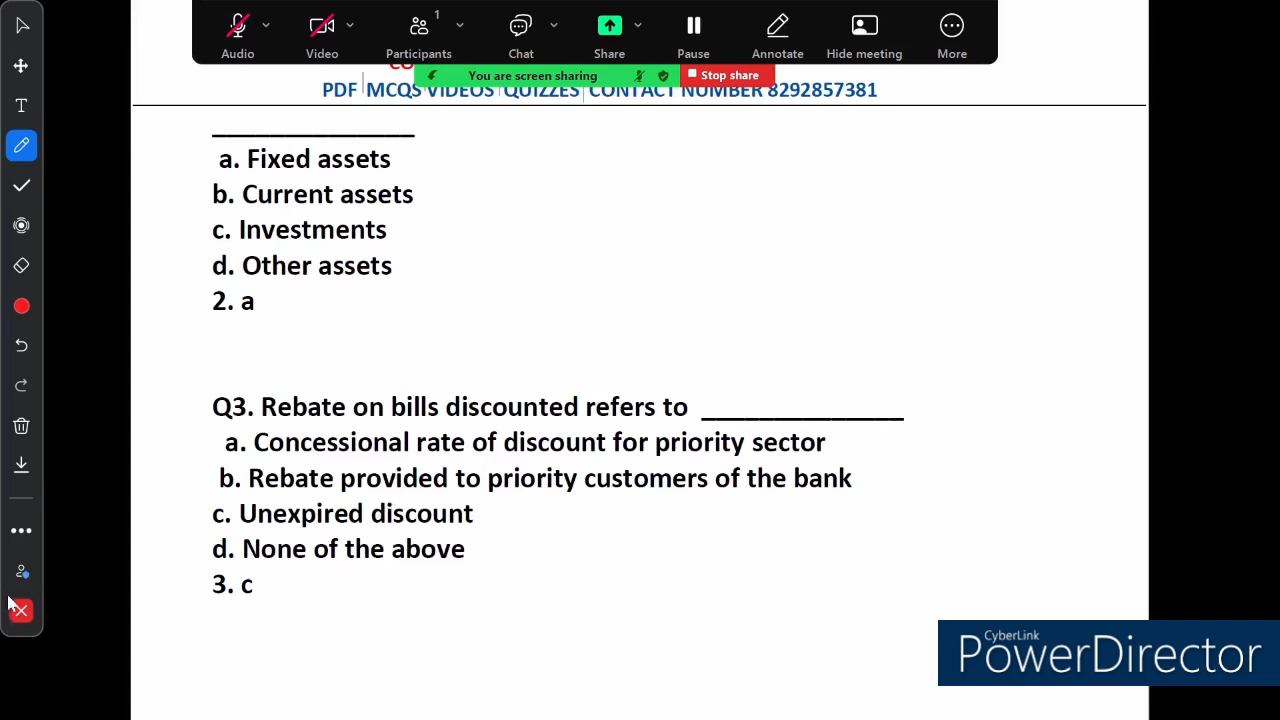 1
Audio Video Participants Chat Share Pause Annotate Hide meeting More
You are screen sharing Stop share
PDF MCQS VIDEOS QUIZZES CONTACT NUMBER 8292857381
______________
a. Fixed assets
b. Current assets
c. Investments
d. Other assets
2. a
Q3. Rebate on bills discounted refers to ______________
a. Concessional rate of discount for priority sector
b. Rebate provided to priority customers of the bank
c. Unexpired discount
d. None of the above
3. c
CyberLink
PowerDirector